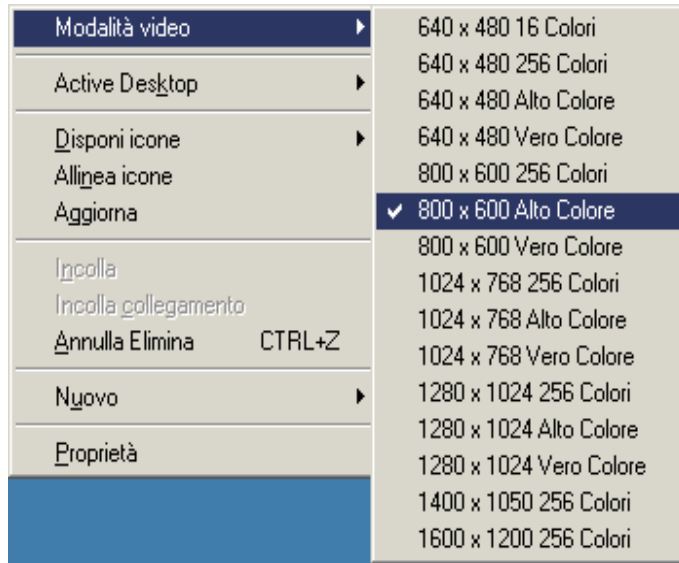 Modalità video
Active Desktop
Disponi icone
Allinea icone
Aggiorna
Incolla
Incolla collegamento
Annulla Elimina CTRL+Z
Nuovo
Proprietà
640 x 480 16 Colori
640 x 480 256 Colori
640 x 480 Alto Colore
640 x 480 Vero Colore
800 x 600 256 Colori
800 x 600 Alto Colore
800 x 600 Vero Colore
1024 x 768 256 Colori
1024 x 768 Alto Colore
1024 x 768 Vero Colore
1280 x 1024 256 Colori
1280 x 1024 Alto Colore
1280 x 1024 Vero Colore
1400 x 1050 256 Colori
1600 x 1200 256 Colori